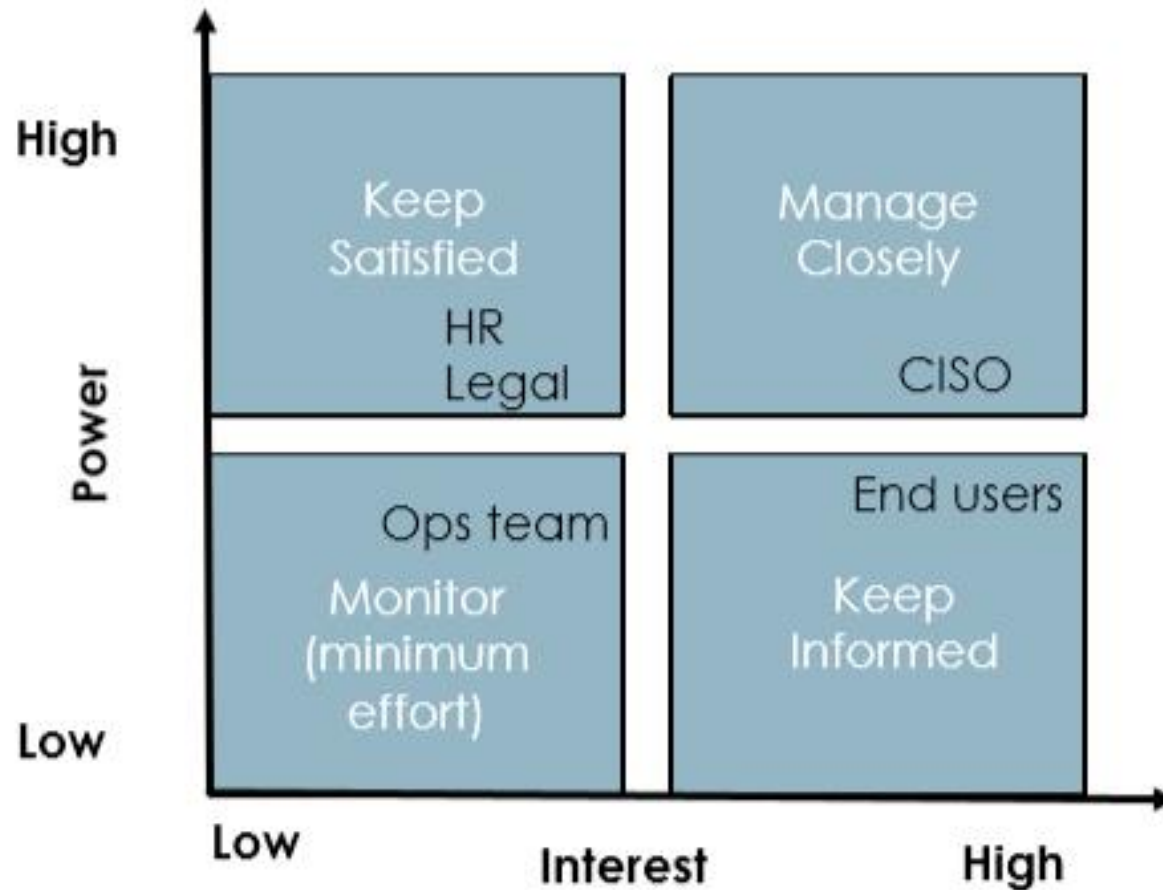 High
Keep
Satisfied
HR
Legal
Manage
Closely
CISO
Power
Ops team
Monitor
(minimum
effort)
End users
Keep
Informed
Low
Low
Interest
High